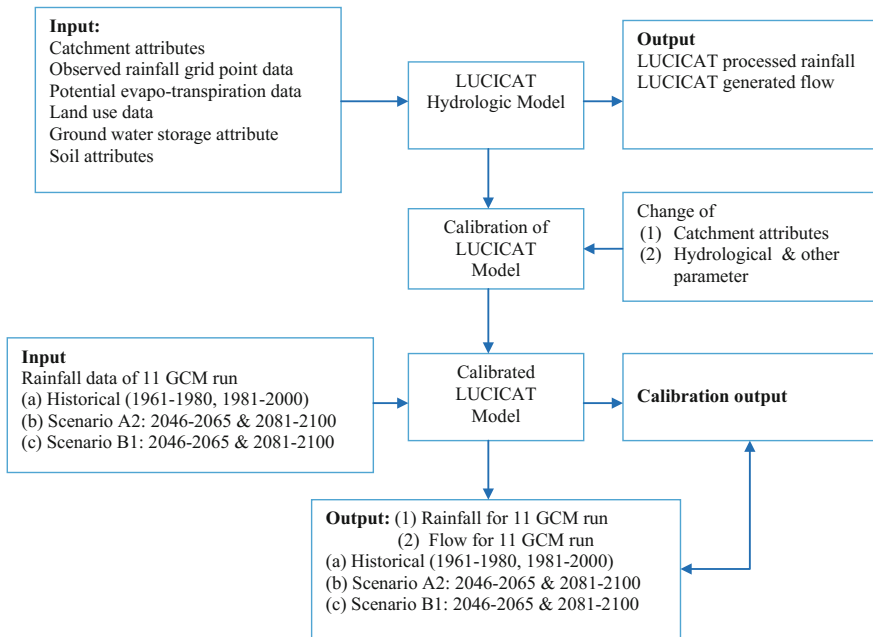 Input:
Catchment attributes
Observed rainfall grid point data
Potential evapo-transpiration data
Land use data
Ground water storage attribute
Soil attributes
LUCICAT
Hydrologic Model
Output
LUCICAT processed rainfall
LUCICAT generated flow
Calibration of
LUCICAT
Model
Change of
(1) Catchment attributes
(2) Hydrological & other
parameter
Input
Rainfall data of 11 GCM run
(a) Historical (1961-1980, 1981-2000)
(b) Scenario A2: 2046-2065 & 2081-2100
(c) Scenario B1: 2046-2065 & 2081-2100
Calibrated
LUCICAT
Model
Calibration output
Output: (1) Rainfall for 11 GCM run
(2) Flow for 11 GCM run
(a) Historical (1961-1980, 1981-2000)
(b) Scenario A2: 2046-2065 & 2081-2100
(c) Scenario B1: 2046-2065 & 2081-2100